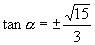 tan α = ± √15/3